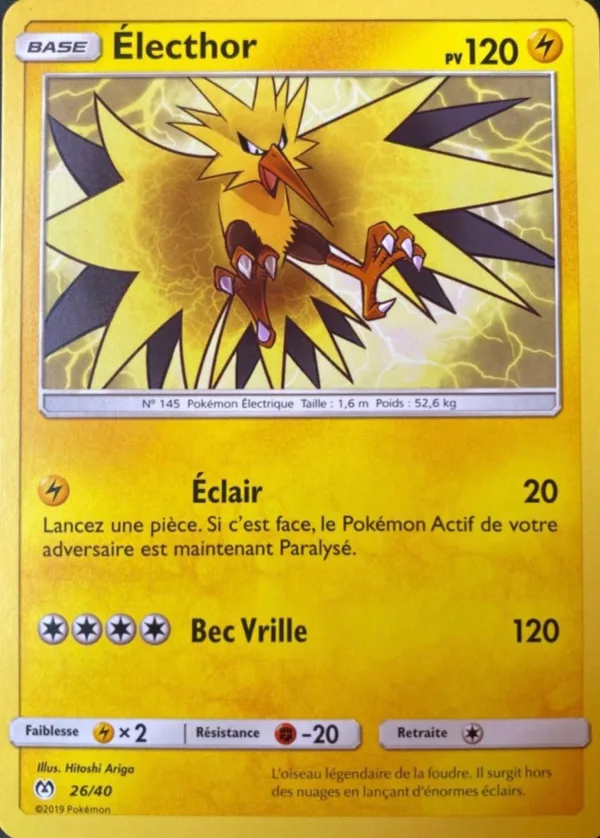 BASE Électhor PV 120
N° 145 Pokémon Électrique Taille : 1,6 m Poids : 52,6 kg
Éclair 20
Lancez une pièce. Si c'est face, le Pokémon Actif de votre
adversaire est maintenant Paralysé.
Bec Vrille 120
Faiblesse × 2 Résistance -20 Retraite
Illus. Hitoshi Ariga
26/40
©2019 Pokémon
L'oiseau légendaire de la foudre. Il surgit hors
des nuages en lançant d'énormes éclairs.